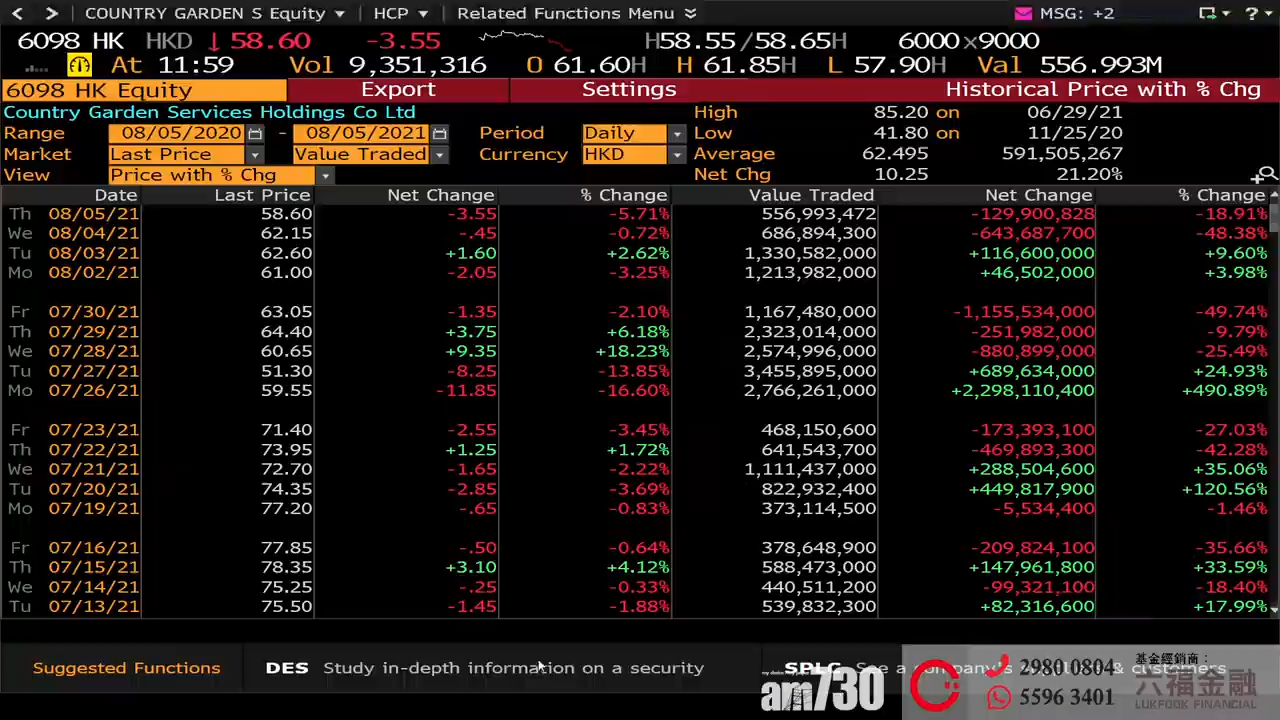 COUNTRY GARDEN S Equity HCP Related Functions Menu MSG: +2 ?
6098 HK HKD ↓ 58.60 -3.55 H58.55/58.65H 6000x9000
At 11:59 Vol 9,351,316 O 61.60H H 61.85H L 57.90H Val 556.993M
6098 HK Equity Export Settings Historical Price with % Chg
Country Garden Services Holdings Co Ltd High 85.20 on 06/29/21
Range 08/05/2020 - 08/05/2021 Period Daily Low 41.80 on 11/25/20
Market Last Price Value Traded Currency HKD Average 62.495 591,505,267
View Price with % Chg Net Chg 10.25 21.20%
Date Last Price Net Change % Change Value Traded Net Change % Change
Th 08/05/21 58.60 -3.55 -5.71% 556,993,472 -129,900,828 -18.91%
We 08/04/21 62.15 -.45 -0.72% 686,894,300 -643,687,700 -48.38%
Tu 08/03/21 62.60 +1.60 +2.62% 1,330,582,000 +116,600,000 +9.60%
Mo 08/02/21 61.00 -2.05 -3.25% 1,213,982,000 +46,502,000 +3.98%
Fr 07/30/21 63.05 -1.35 -2.10% 1,167,480,000 -1,155,534,000 -49.74%
Th 07/29/21 64.40 +3.75 +6.18% 2,323,014,000 -251,982,000 -9.79%
We 07/28/21 60.65 +9.35 +18.23% 2,574,996,000 -880,899,000 -25.49%
Tu 07/27/21 51.30 -8.25 -13.85% 3,455,895,000 +689,634,000 +24.93%
Mo 07/26/21 59.55 -11.85 -16.60% 2,766,261,000 +2,298,110,400 +490.89%
Fr 07/23/21 71.40 -2.55 -3.45% 468,150,600 -173,393,100 -27.03%
Th 07/22/21 73.95 +1.25 +1.72% 641,543,700 -469,893,300 -42.28%
We 07/21/21 72.70 -1.65 -2.22% 1,111,437,000 +288,504,600 +35.06%
Tu 07/20/21 74.35 -2.85 -3.69% 822,932,400 +449,817,900 +120.56%
Mo 07/19/21 77.20 -.65 -0.83% 373,114,500 -5,534,400 -1.46%
Fr 07/16/21 77.85 -.50 -0.64% 378,648,900 -209,824,100 -35.66%
Th 07/15/21 78.35 +3.10 +4.12% 588,473,000 +147,961,800 +33.59%
We 07/14/21 75.25 -.25 -0.33% 440,511,200 -99,321,100 -18.40%
Tu 07/13/21 75.50 -1.45 -1.88% 539,832,300 +82,316,600 +17.99%
Suggested Functions DES Study in-depth information on a security SPLC See a company's & customers
am730
2980 0804
5596 3401
基金經銷商：
六福金融
LUKFOOK FINANCIAL